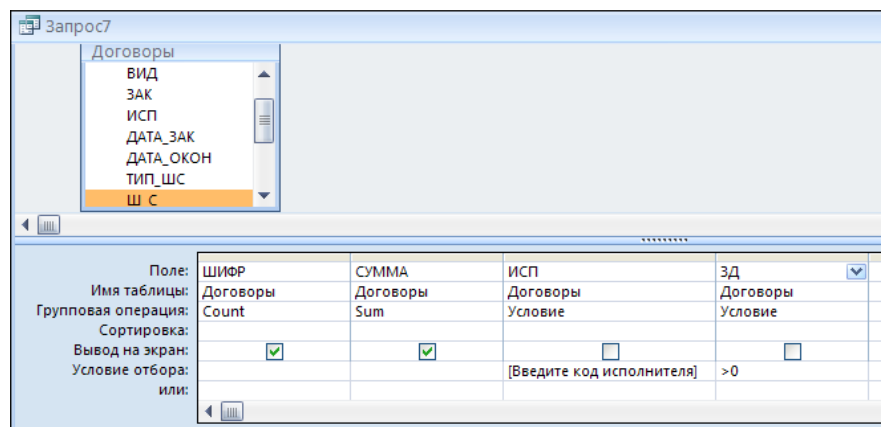 Запрос7
Договоры
ВИД
ЗАК
ИСП
ДАТА_ЗАК
ДАТА_ОКОН
ТИП_ШС
Ш_С
Поле: ШИФР СУММА ИСП ЗД
Имя таблицы: Договоры Договоры Договоры Договоры
Групповая операция: Count Sum Условие Условие
Сортировка:
Вывод на экран:
Условие отбора: [Введите код исполнителя] >0
или: